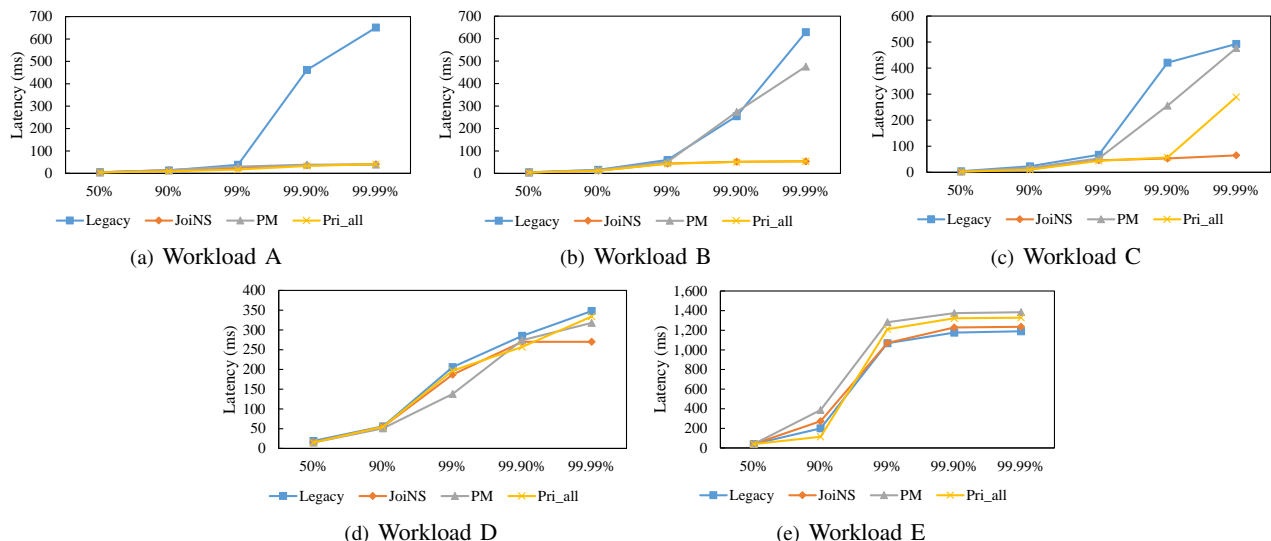 700
600
500
400
300
200
100
0
Latency (ms)
50% 90% 99% 99.90% 99.99%
Legacy JoiNS PM Pri_all
(a) Workload A
700
600
500
400
300
200
100
0
Latency (ms)
50% 90% 99% 99.90% 99.99%
Legacy JoiNS PM Pri_all
(b) Workload B
600
500
400
300
200
100
0
Latency (ms)
50% 90% 99% 99.90% 99.99%
Legacy JoiNS PM Pri_all
(c) Workload C
400
350
300
250
200
150
100
50
0
Latency (ms)
50% 90% 99% 99.90% 99.99%
Legacy JoiNS PM Pri_all
(d) Workload D
1,600
1,400
1,200
1,000
800
600
400
200
0
Latency (ms)
50% 90% 99% 99.90% 99.99%
Legacy JoiNS PM Pri_all
(e) Workload E